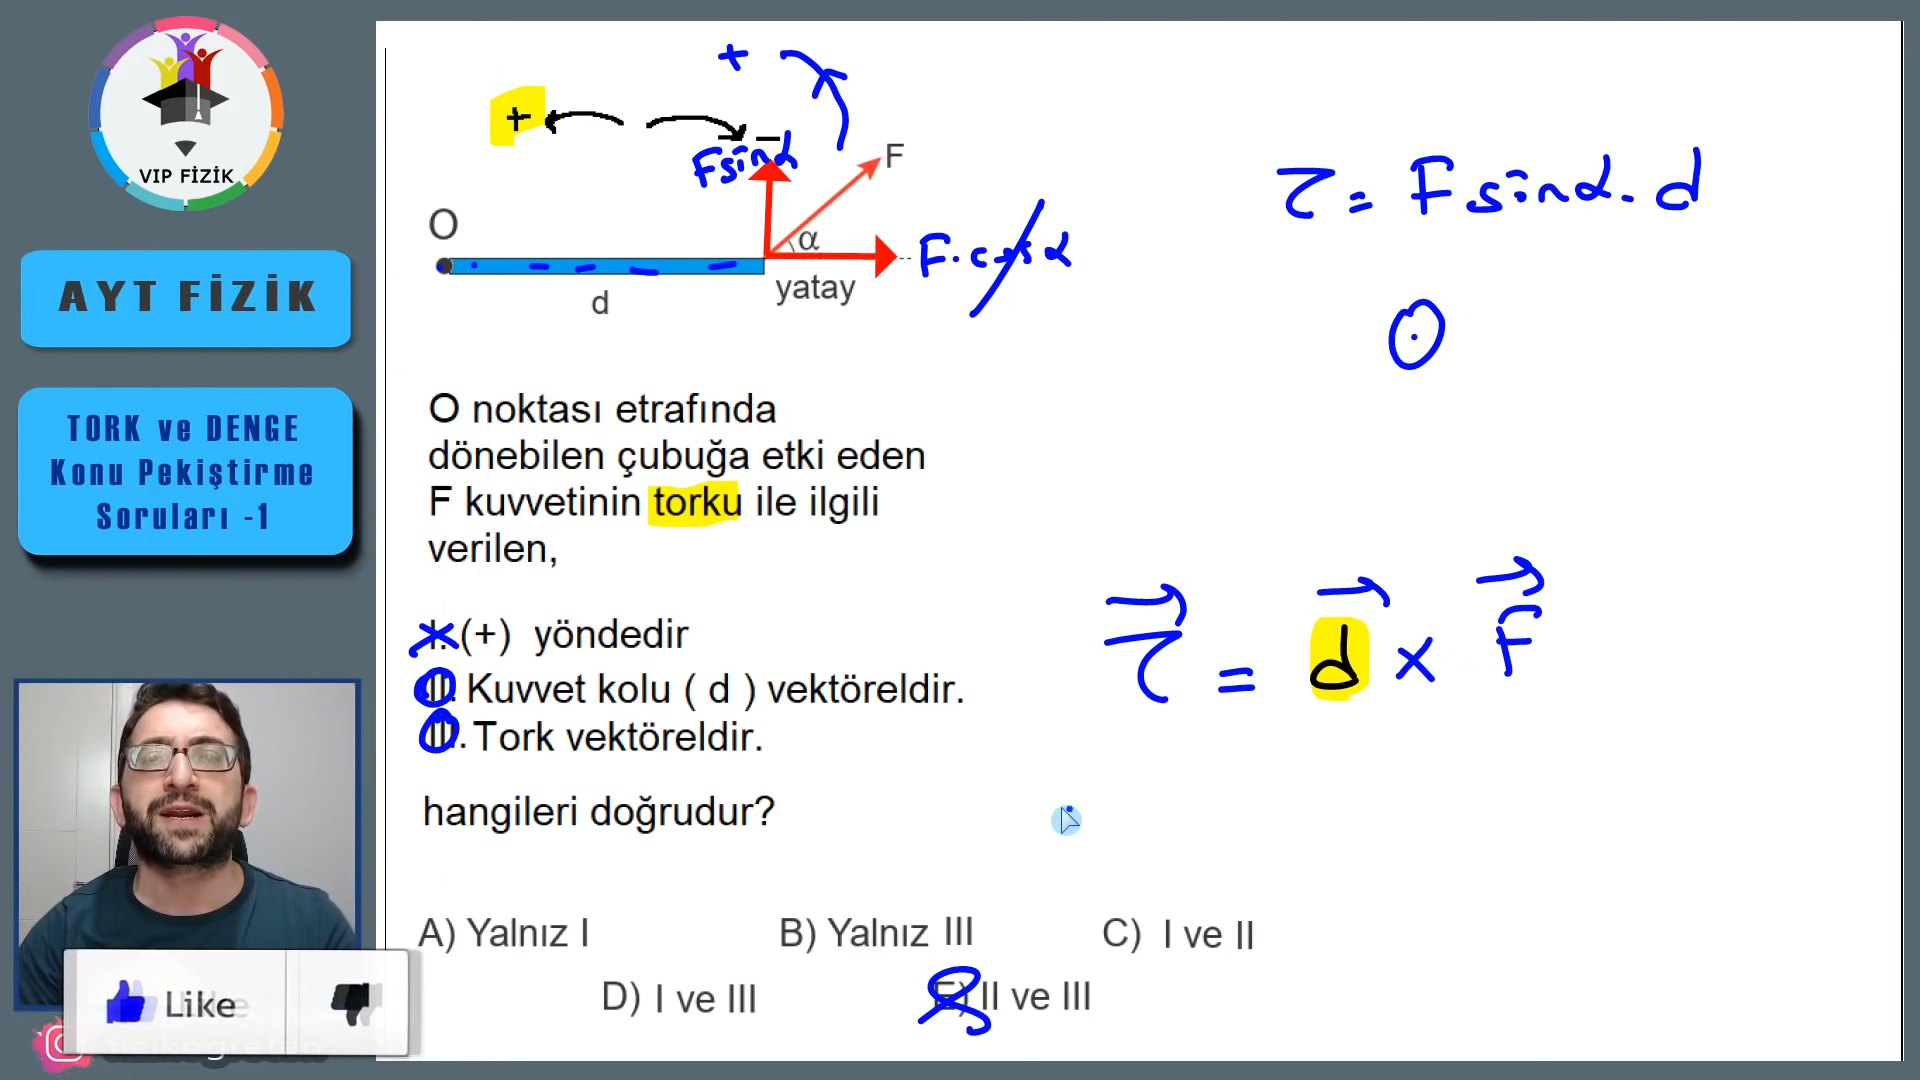 VIP FİZİK
AYT FİZİK
TORK ve DENGE
Konu Pekiştirme
Soruları -1
Like
+
+
- -
F sinα
F
O
α
F. cosα
yatay
d
τ = F sinα. d
O noktası etrafında
dönebilen çubuğa etki eden
F kuvvetinin torku ile ilgili
verilen,
I. (+) yöndedir
II. Kuvvet kolu ( d ) vektöreldir.
III. Tork vektöreldir.
hangileri doğrudur?
τ = d x F
A) Yalnız I
B) Yalnız III
C) I ve II
D) I ve III
E) II ve III